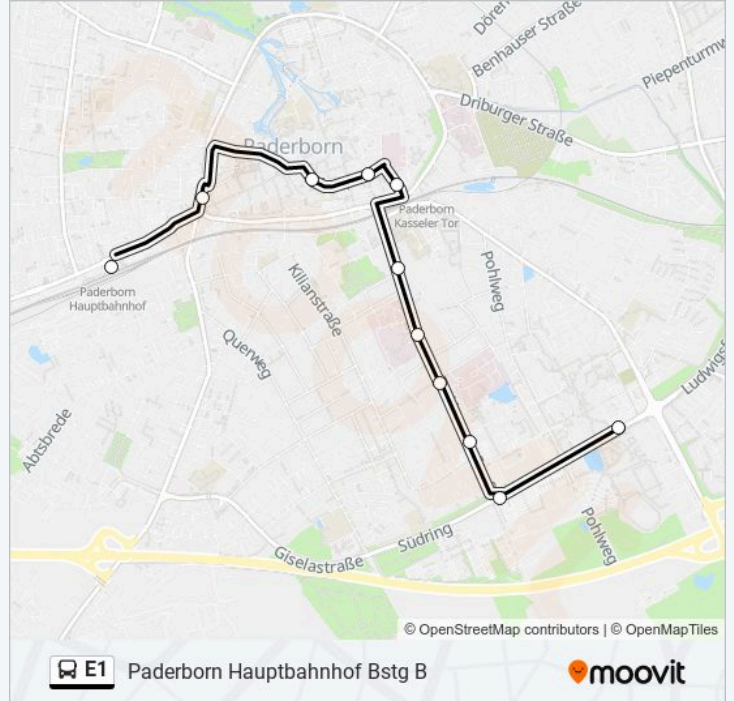 Dören
Benhauser Straße
Piepenturmw
Driburger Straße
Paderborn
Paderborn
Kasseler Tor
Pohlweg
Paderborn
Hauptbahnhof
Kilianstraße
Querweg
Ludwigsf
Abtsbrede
Südring
Pohlweg
Giselastraße
© OpenStreetMap contributors | © OpenMapTiles
E1 Paderborn Hauptbahnhof Bstg B
moovit